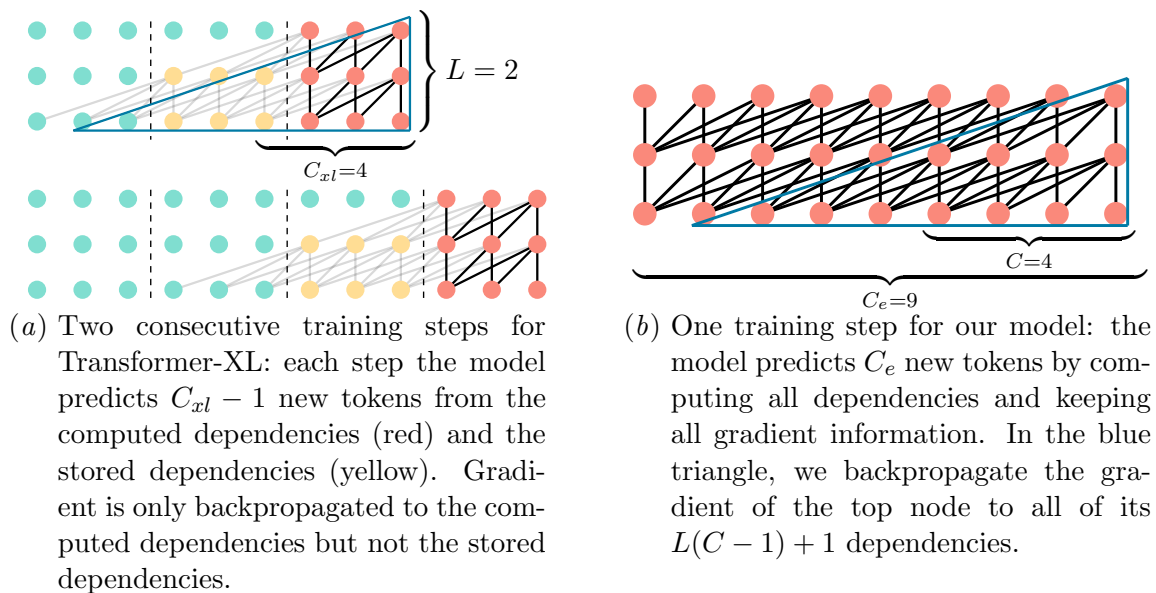 L = 2
C_{xl}=4
(a) Two consecutive training steps for
Transformer-XL: each step the model
predicts C_{xl} − 1 new tokens from the
computed dependencies (red) and the
stored dependencies (yellow). Gradi-
ent is only backpropagated to the com-
puted dependencies but not the stored
dependencies.
C=4
C_e=9
(b) One training step for our model: the
model predicts C_e new tokens by com-
puting all dependencies and keeping
all gradient information. In the blue
triangle, we backpropagate the gra-
dient of the top node to all of its
L(C − 1) + 1 dependencies.